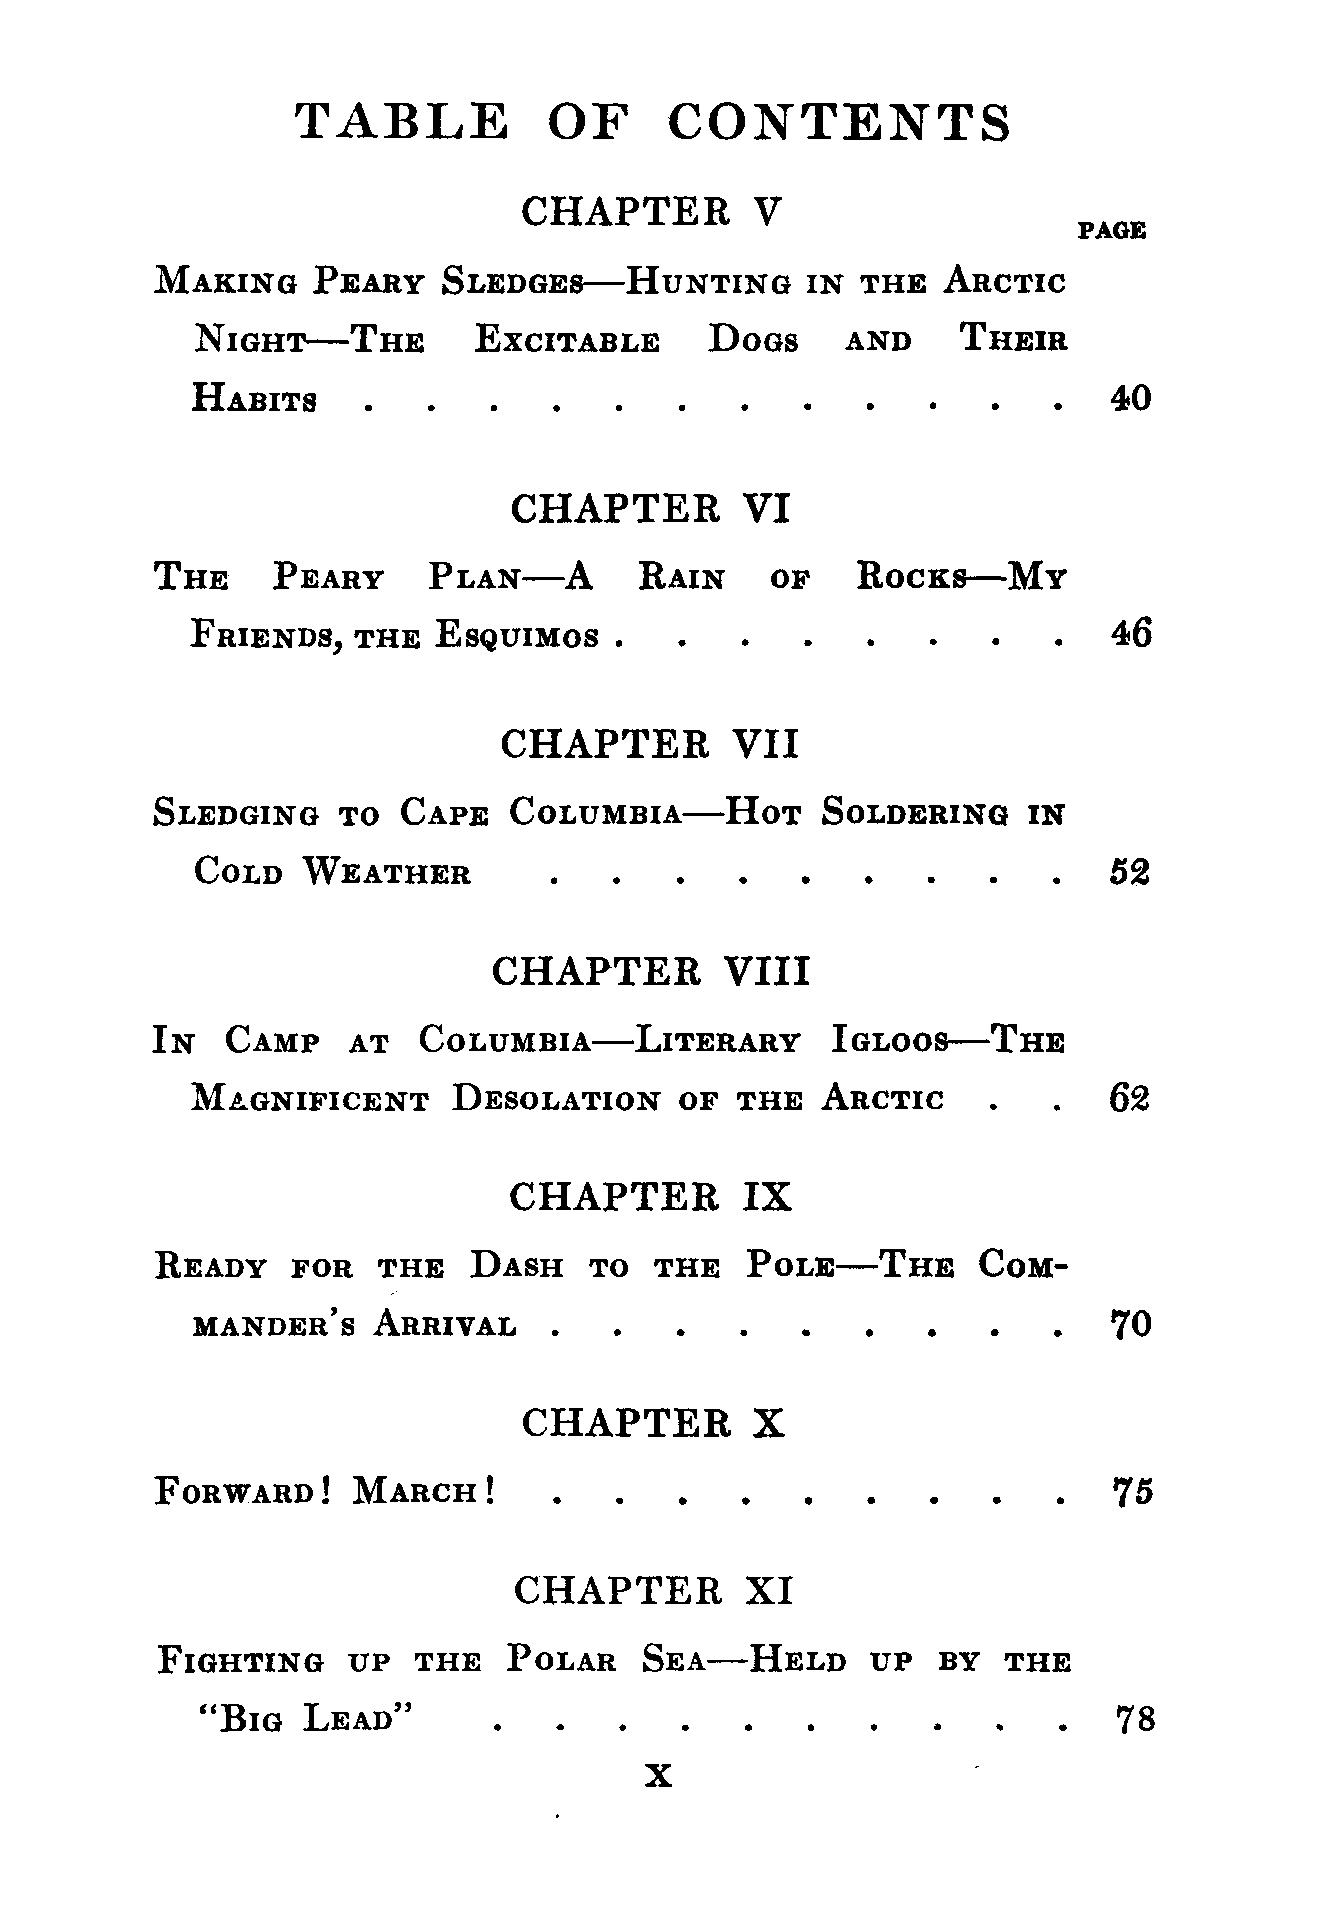 TABLE OF CONTENTS
CHAPTER V
PAGE
Making Peary Sledges—Hunting in the Arctic
Night—The Excitable Dogs and Their
Habits . . . . . . . . . . . . 40
CHAPTER VI
The Peary Plan—A Rain of Rocks—My
Friends, the Esquimos . . . . . . . . 46
CHAPTER VII
Sledging to Cape Columbia—Hot Soldering in
Cold Weather . . . . . . . . . 52
CHAPTER VIII
In Camp at Columbia—Literary Igloos—The
Magnificent Desolation of the Arctic . . 62
CHAPTER IX
Ready for the Dash to the Pole—The Com-
mander's Arrival . . . . . . . . . 70
CHAPTER X
Forward! March! . . . . . . . . . 75
CHAPTER XI
Fighting up the Polar Sea—Held up by the
“Big Lead” . . . . . . . . . . 78
X